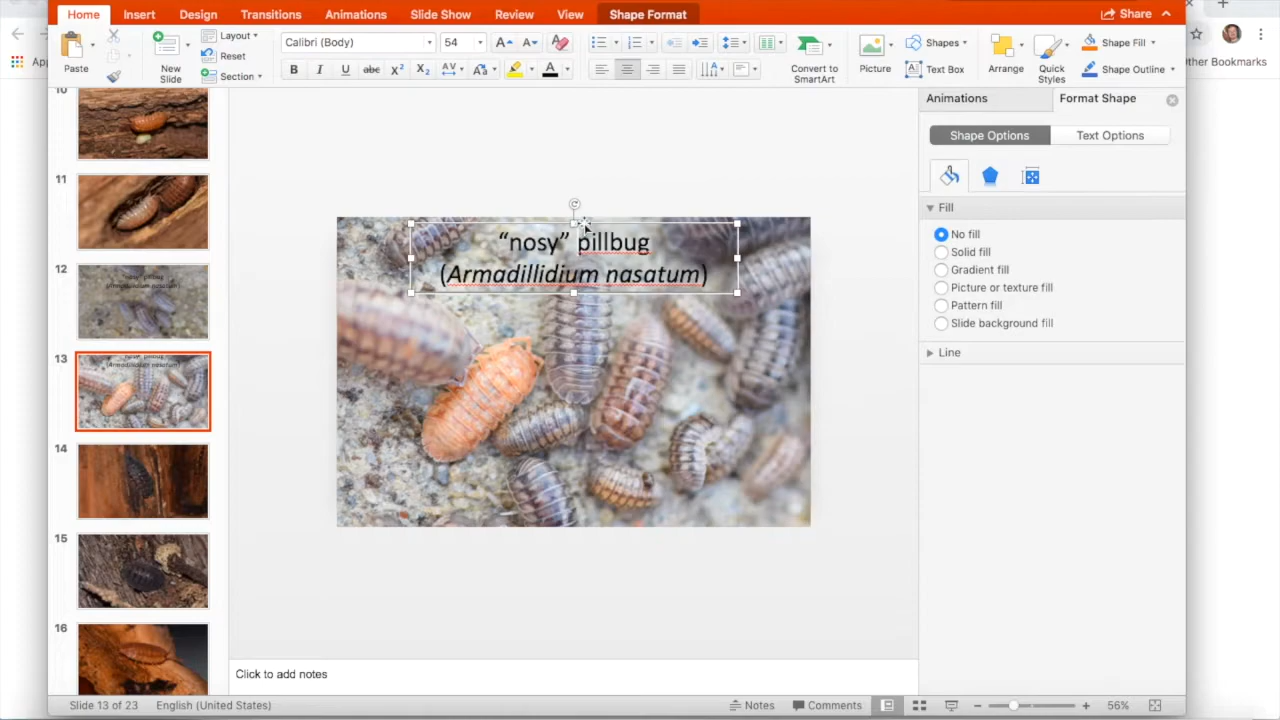 Home Insert Design Transitions Animations Slide Show Review View Shape Format Share
Other Bookmarks
Paste
New
Slide
Layout
Reset
Section
Calibri (Body) 54
Convert to
SmartArt
Picture
Shapes
Text Box
Arrange
Quick
Styles
Shape Fill
Shape Outline
10
11
12
13
14
15
16
“nosy” pillbug
(Armadillidium nasatum)
Animations Format Shape
Shape Options Text Options
Fill
No fill
Solid fill
Gradient fill
Picture or texture fill
Pattern fill
Slide background fill
Line
Click to add notes
Slide 13 of 23 English (United States) Notes Comments 56%